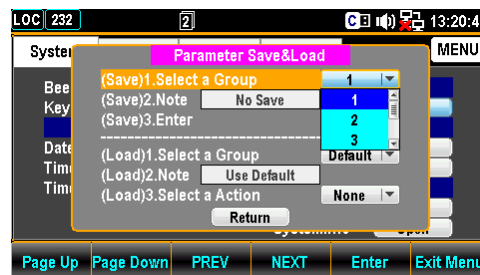 LOC 232 2 C 13:20:4
System MENU
Parameter Save&Load
(Save)1.Select a Group 1
Bee
(Save)2.Note No Save 1
Key
(Save)3.Enter 2
3
Date
(Load)1.Select a Group Default
Tim
(Load)2.Note Use Default
Tim
(Load)3.Select a Action None
Return
Page Up Page Down PREV NEXT Enter Exit Menu